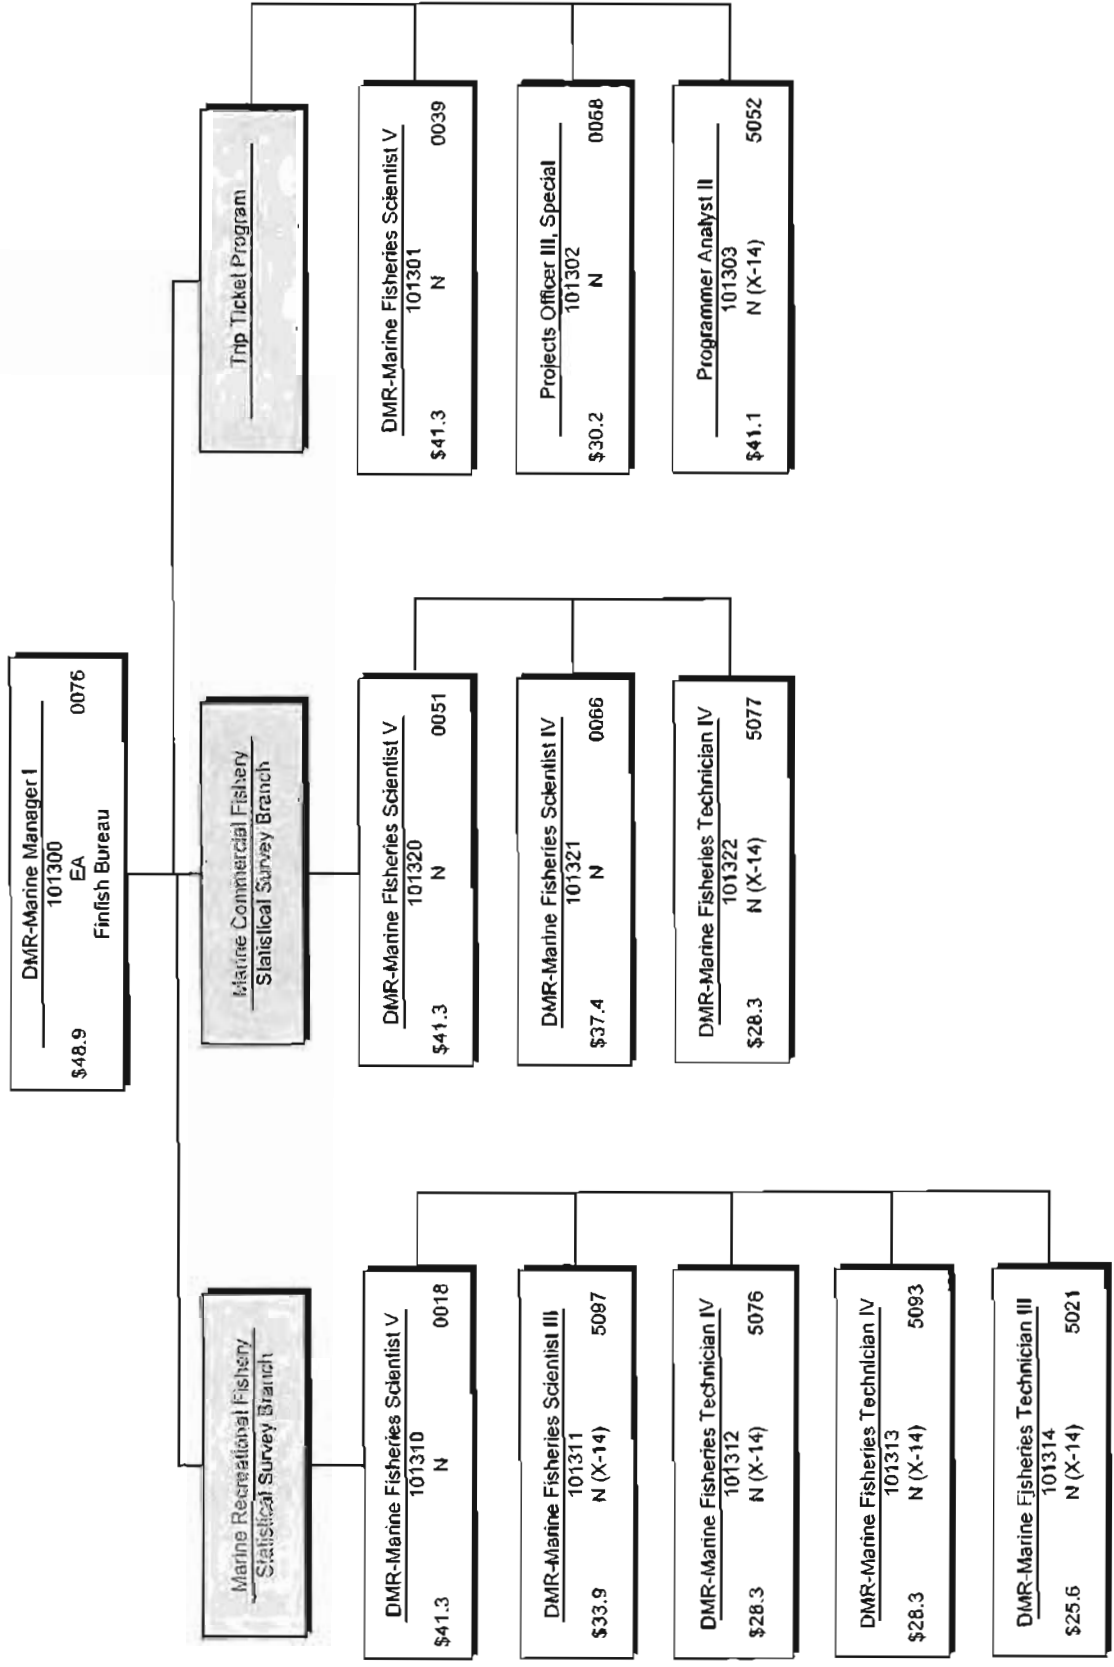 DMR-Marine Manager I
101300
$48.9 EA 0076
Finfish Bureau
Marine Recreational Fishery
Statistical Survey Branch
DMR-Marine Fisheries Scientist V
101310
$41.3 N 0018
DMR-Marine Fisheries Scientist III
101311
$33.9 N (X-14) 5097
DMR-Marine Fisheries Technician IV
101312
$28.3 N (X-14) 5076
DMR-Marine Fisheries Technician IV
101313
$28.3 N (X-14) 5093
DMR-Marine Fisheries Technician III
101314
$25.6 N (X-14) 5021
Marine Commercial Fishery
Statistical Survey Branch
DMR-Marine Fisheries Scientist V
101320
$41.3 N 0051
DMR-Marine Fisheries Scientist IV
101321
$37.4 N 0066
DMR-Marine Fisheries Technician IV
101322
$28.3 N (X-14) 5077
Trip Ticket Program
DMR-Marine Fisheries Scientist V
101301
$41.3 N 0039
Projects Officer III, Special
101302
$30.2 N 0068
Programmer Analyst II
101303
$41.1 N (X-14) 5052